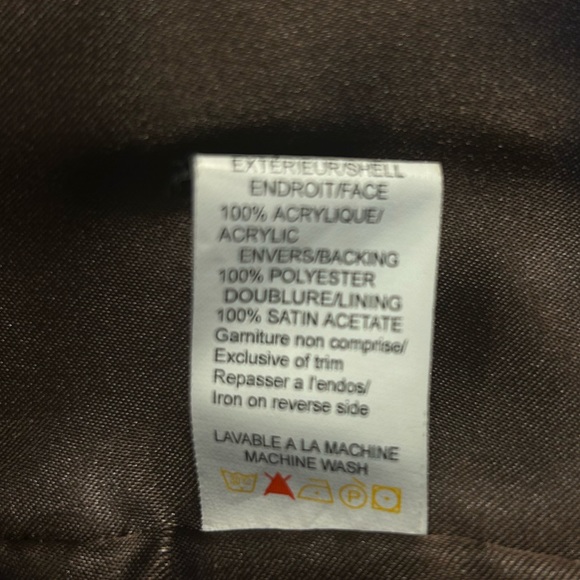 EXTÉRIEUR/SHELL
ENDROIT/FACE
100% ACRYLIQUE/
ACRYLIC
ENVERS/BACKING
100% POLYESTER
DOUBLURE/LINING
100% SATIN ACETATE
Garniture non comprise/
Exclusive of trim
Repasser a l'endos/
Iron on reverse side
LAVABLE A LA MACHINE
MACHINE WASH
P